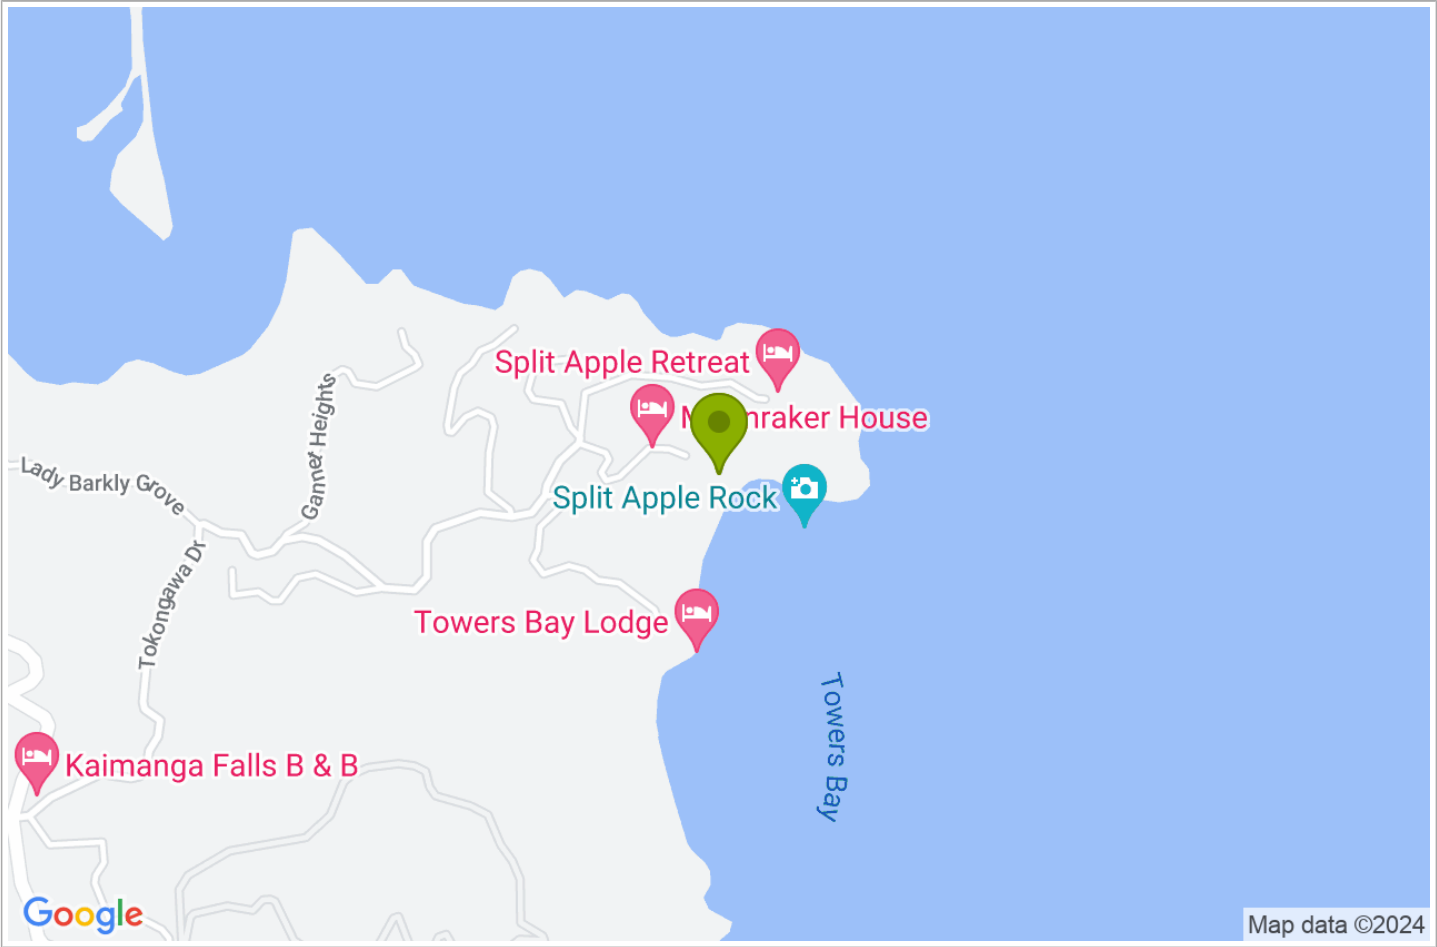 Split Apple Retreat
raker House
Lady Barkly Grove
Gannet Heights
Split Apple Rock
Tokongawa Dr
Towers Bay Lodge
Towers Bay
Kaimanga Falls B & B
Google
Map data ©2024